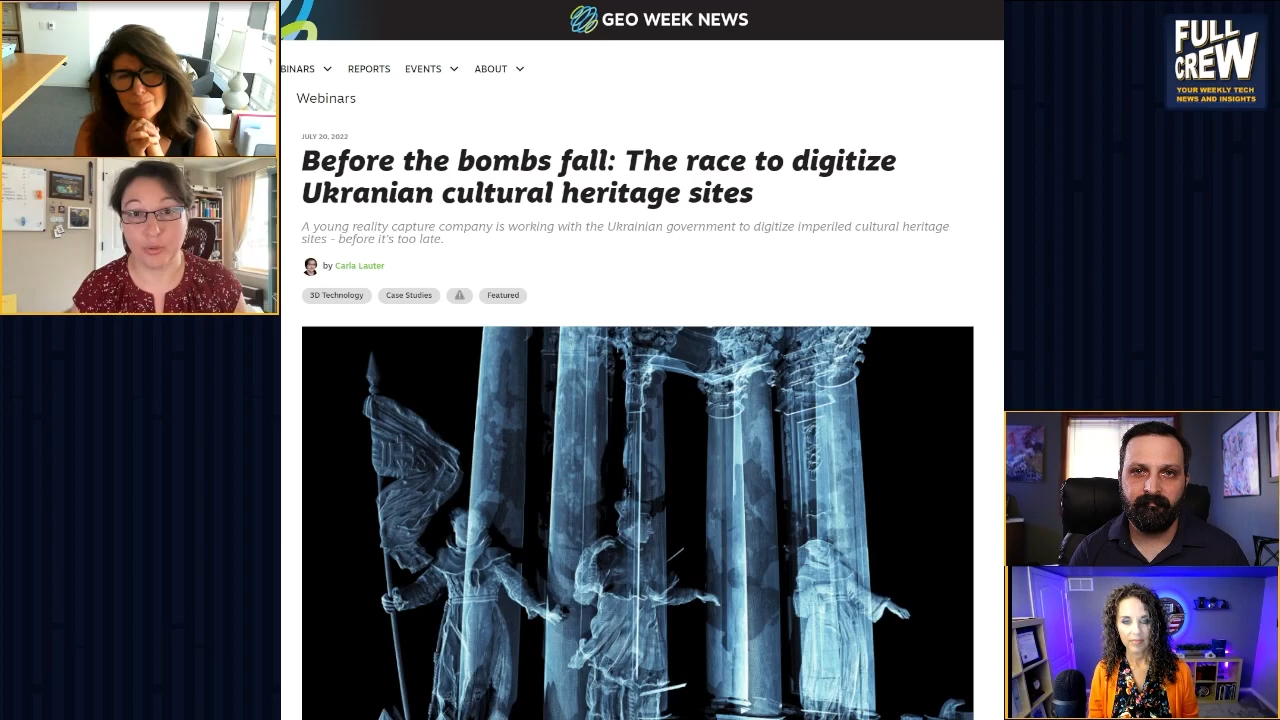 GEO WEEK NEWS
FULL
CREW
YOUR WEEKLY TECH
NEWS AND INSIGHTS
BINARS
REPORTS
EVENTS
ABOUT
Webinars
JULY 20, 2022
Before the bombs fall: The race to digitize
Ukranian cultural heritage sites
A young reality capture company is working with the Ukrainian government to digitize imperiled cultural heritage
sites - before it's too late.
by Carla Lauter
3D Technology
Case Studies
Featured